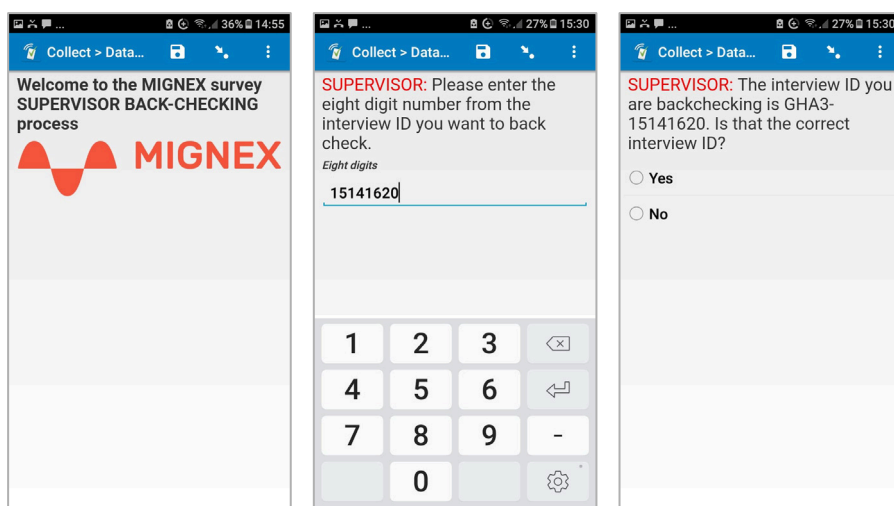 ... 36% 14:55
Collect > Data...
Welcome to the MIGNEX survey
SUPERVISOR BACK-CHECKING
process
MIGNEX
... 27% 15:30
Collect > Data...
SUPERVISOR: Please enter the
eight digit number from the
interview ID you want to back
check.
Eight digits
15141620
1 2 3
4 5 6
7 8 9 -
0
... 27% 15:30
Collect > Data...
SUPERVISOR: The interview ID you
are backchecking is GHA3-
15141620. Is that the correct
interview ID?
Yes
No